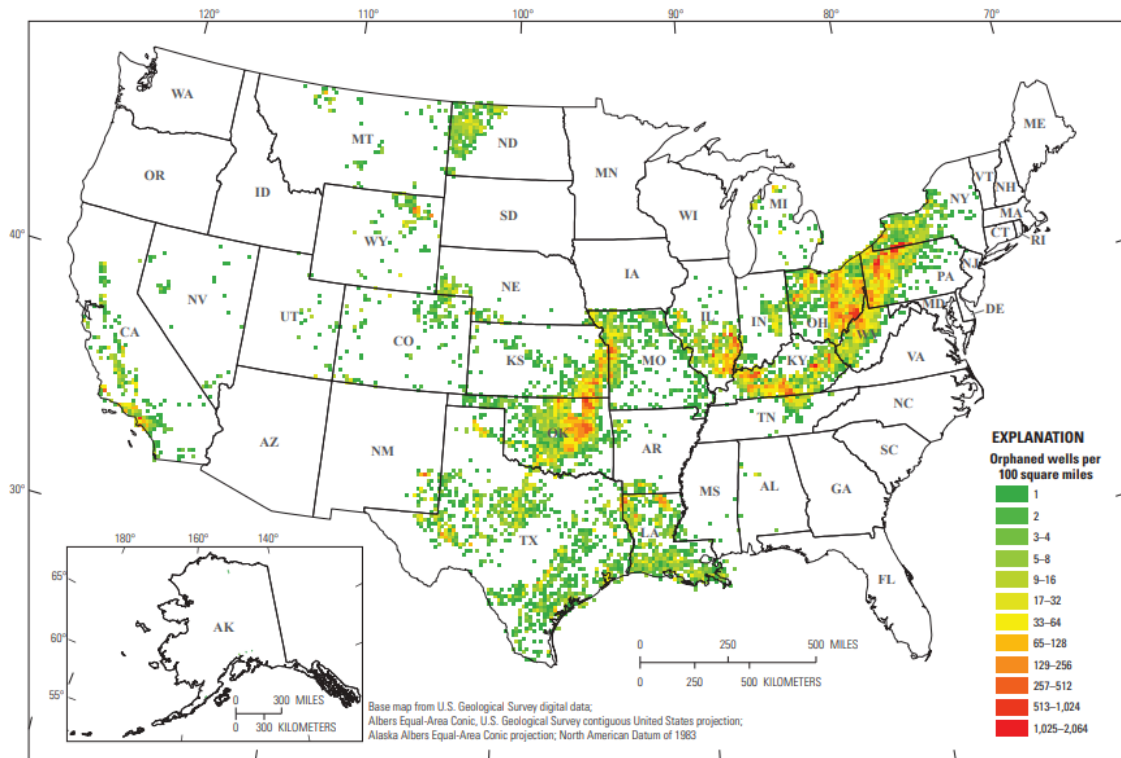 120° 110° 100° 90° 80° 70°
WA
MT
ND
MN
ME
OR
ID
SD
WI
MI
VT
NH
NY
MA
CT
RI
40°
WY
IA
NE
PA
NJ
NV
UT
CO
IL
IN
OH
MD
DE
CA
KS
MO
KY
WV
VA
AZ
NM
OK
AR
TN
NC
SC
30°
TX
LA
MS
AL
GA
FL
EXPLANATION
Orphaned wells per
100 square miles
1
2
3–4
5–8
9–16
17–32
33–64
65–128
129–256
257–512
513–1,024
1,025–2,064
180° 160° 140°
65°
60°
55°
AK
0 300 MILES
0 300 KILOMETERS
0 250 500 MILES
0 250 500 KILOMETERS
Base map from U.S. Geological Survey digital data;
Albers Equal-Area Conic, U.S. Geological Survey contiguous United States projection;
Alaska Albers Equal-Area Conic projection; North American Datum of 1983